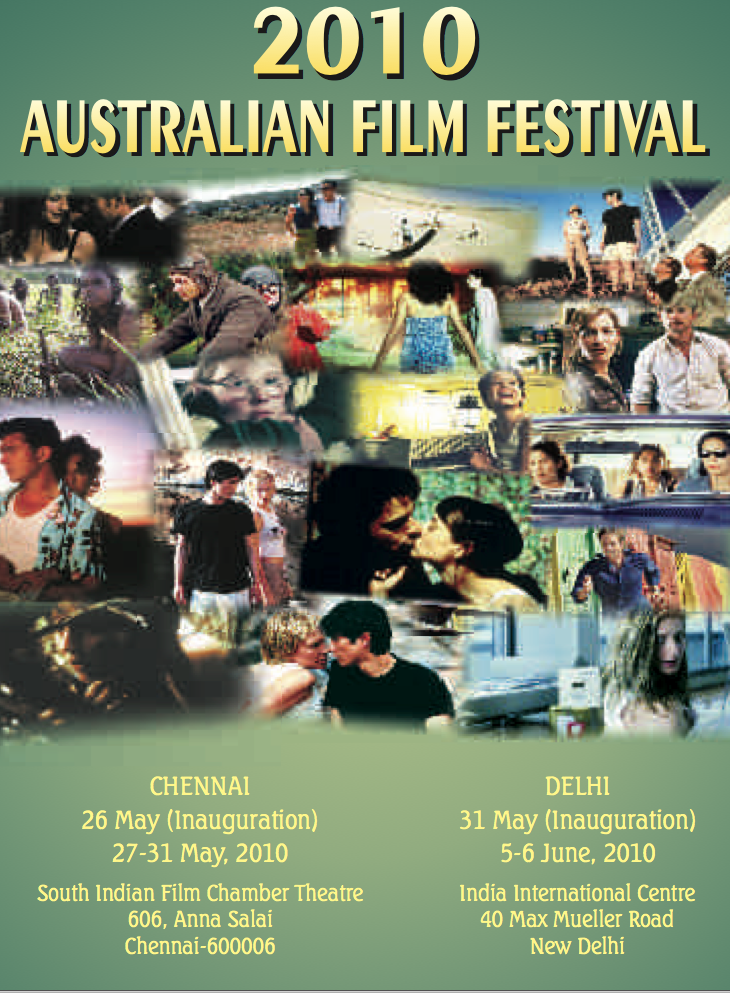 2010
AUSTRALIAN FILM FESTIVAL
CHENNAI
26 May (Inauguration)
27-31 May, 2010
South Indian Film Chamber Theatre
606, Anna Salai
Chennai-600006
DELHI
31 May (Inauguration)
5-6 June, 2010
India International Centre
40 Max Mueller Road
New Delhi